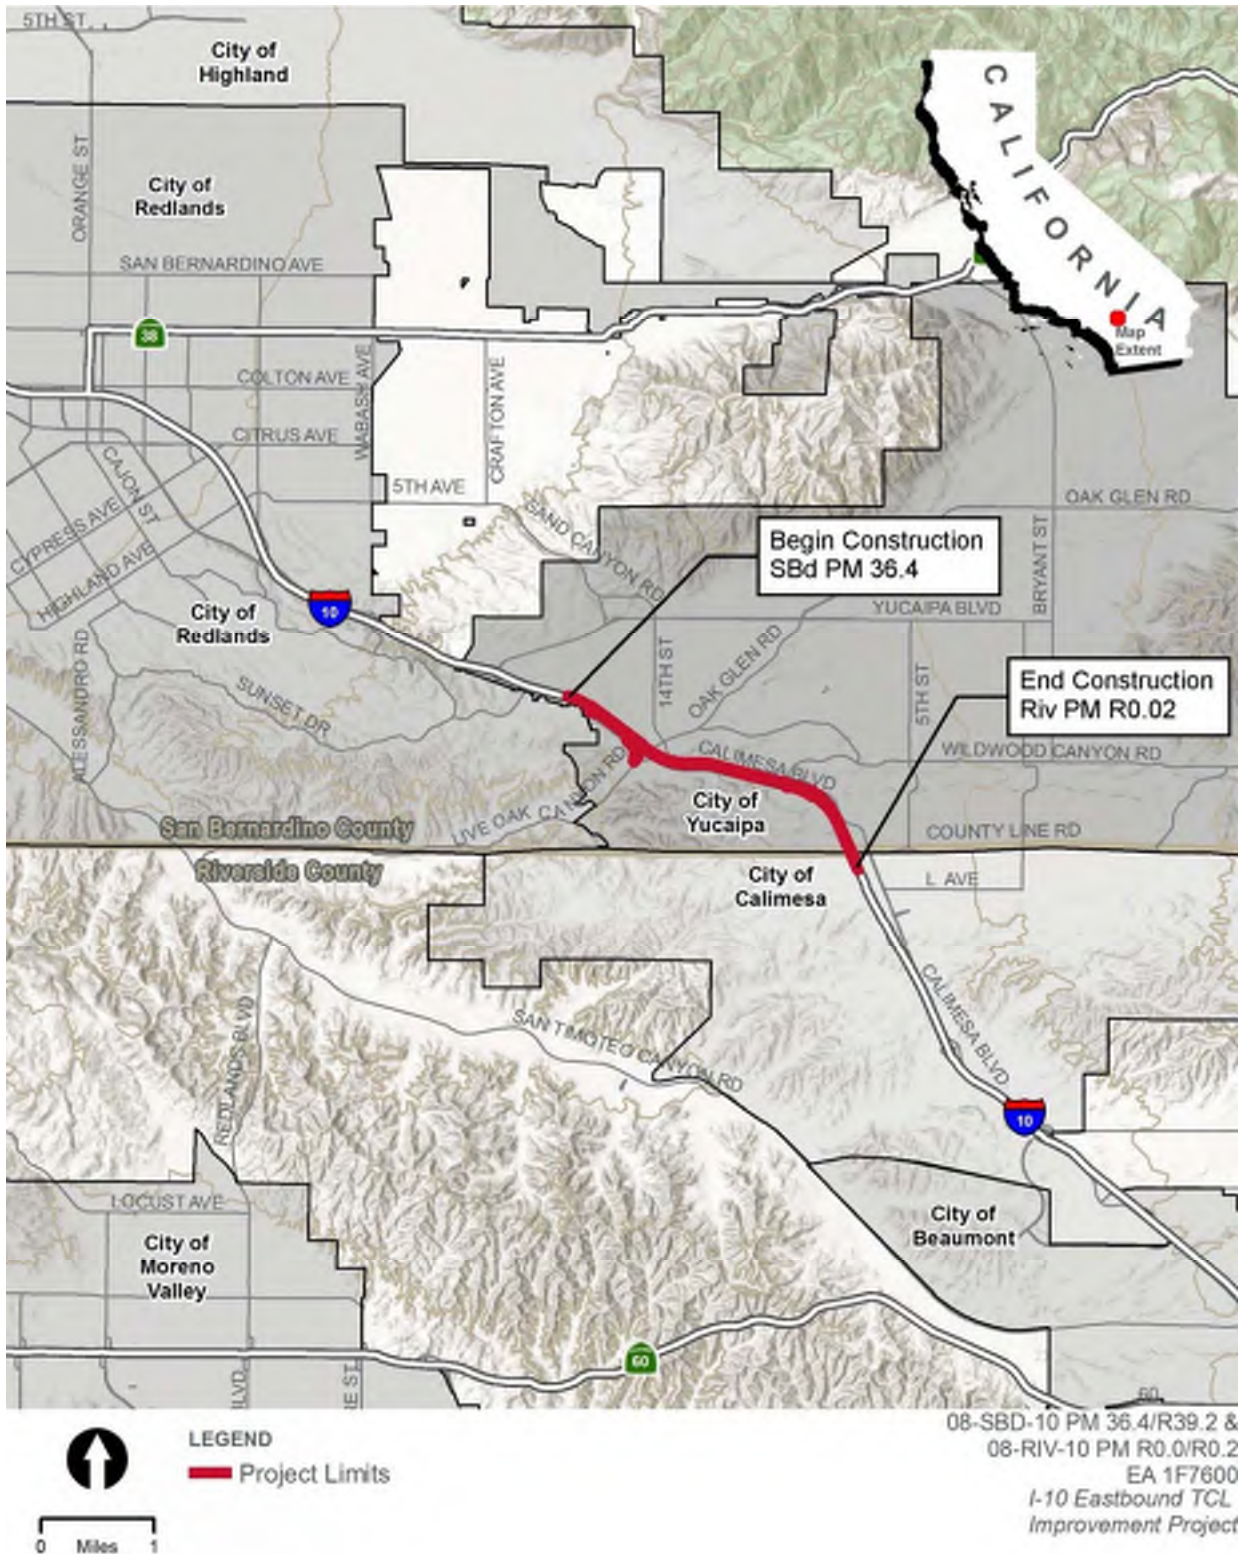 5TH ST
City of
Highland
CALIFORNIA
Map
Extent
ORANGE ST
City of
Redlands
SAN BERNARDINO AVE
38
COLTON AVE
WABASH AVE
CRAFTON AVE
CITRUS AVE
CAJON ST
5TH AVE
OAK GLEN RD
CYPRESS AVE
HIGHLAND AVE
SAND CANYON RD
Begin Construction
SBd PM 36.4
BRYANT ST
YUCAIPA BLVD
10
City of
Redlands
ALESSANDRO RD
SUNSET DR
14TH ST
OAK GLEN RD
5TH ST
End Construction
Riv PM R0.02
WILDWOOD CANYON RD
CALIMESA BLVD
LIVE OAK CANYON RD
City of
Yucaipa
COUNTY LINE RD
San Bernardino County
Riverside County
City of
Calimesa
L AVE
CALIMESA BLVD
REDLANDS BLVD
SAN TIMOTEO CANYON RD
10
LOCUST AVE
City of
Moreno
Valley
City of
Beaumont
60
BLVD
NE ST
60
LEGEND
Project Limits
0 Miles 1
08-SBD-10 PM 36.4/R39.2 &
08-RIV-10 PM R0.0/R0.2
EA 1F7600
I-10 Eastbound TCL
Improvement Project